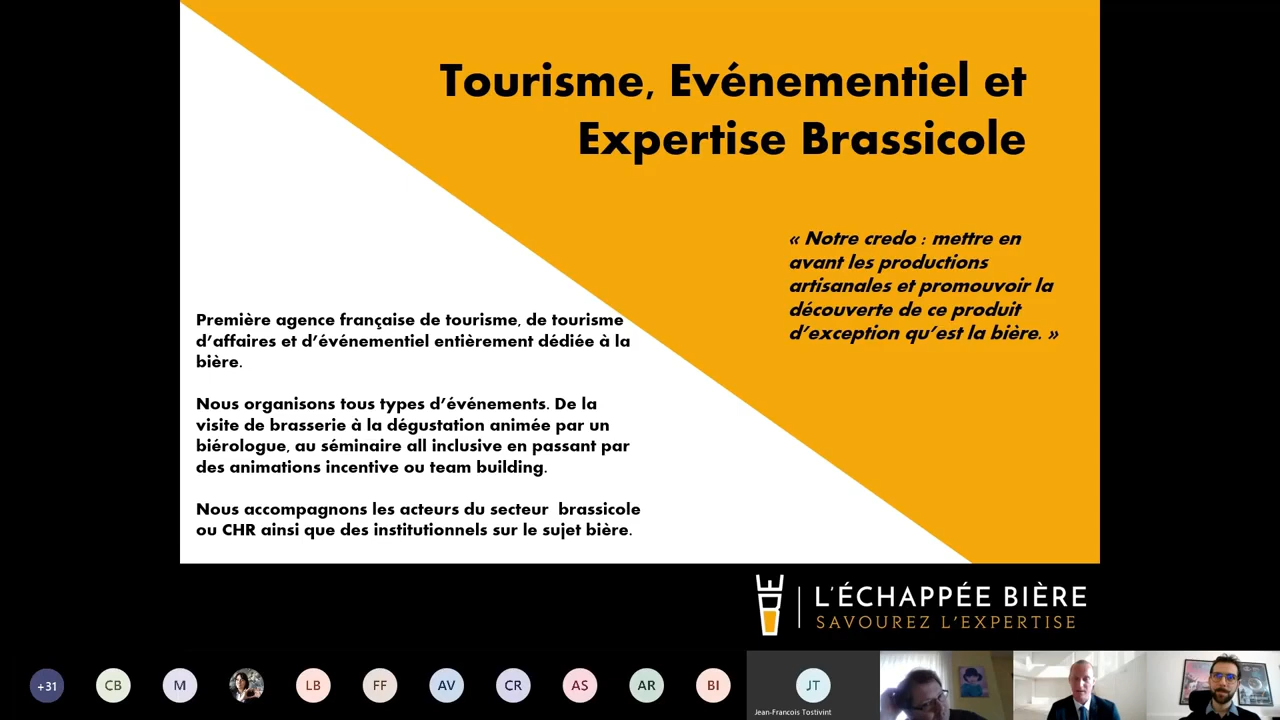 Tourisme, Evénementiel et
Expertise Brassicole
« Notre credo : mettre en
avant les productions
artisanales et promouvoir la
découverte de ce produit
d'exception qu'est la bière. »
Première agence française de tourisme, de tourisme
d'affaires et d'événementiel entièrement dédiée à la
bière.
Nous organisons tous types d'événements. De la
visite de brasserie à la dégustation animée par un
biérologue, au séminaire all inclusive en passant par
des animations incentive ou team building.
Nous accompagnons les acteurs du secteur  brassicole
ou CHR ainsi que des institutionnels sur le sujet bière.
L'ÉCHAPPÉE BIÈRE
SAVOUREZ L'EXPERTISE
+31 CB M LB FF AV CR AS AR BI JT
Jean-Francois Tostivint